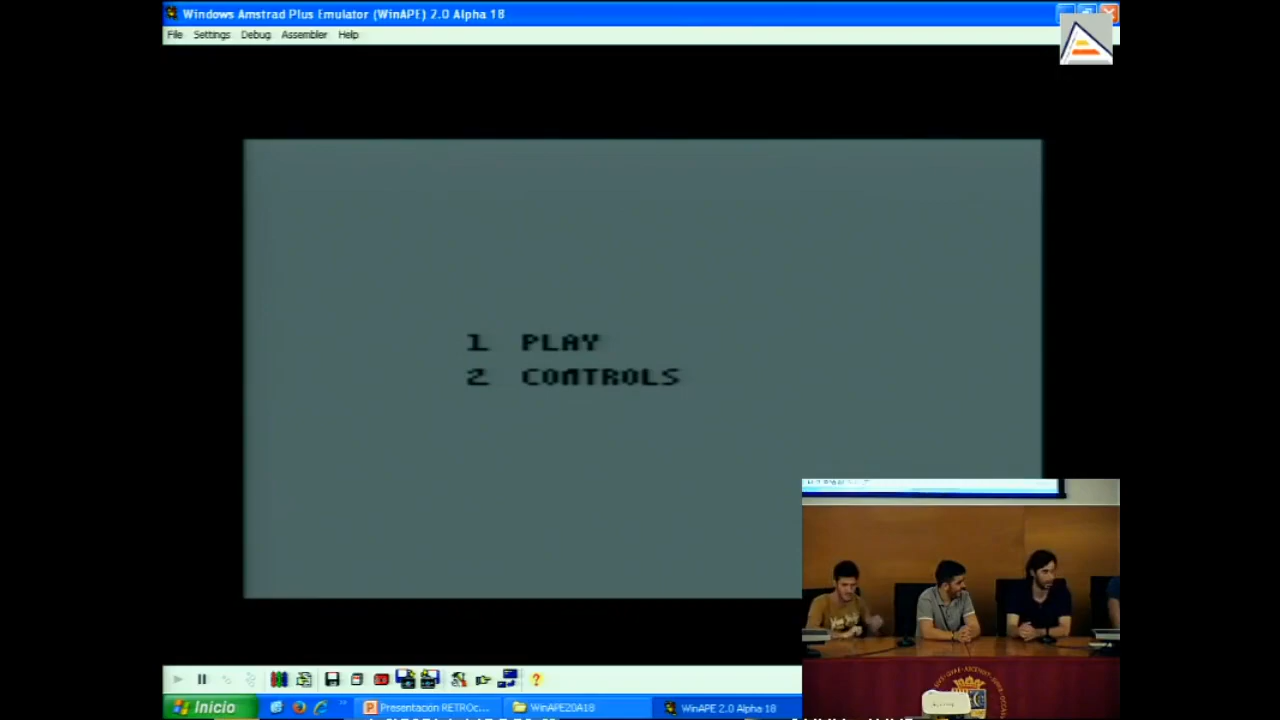 Windows Amstrad Plus Emulator (WinAPE) 2.0 Alpha 18
File Settings Debug Assembler Help
1 PLAY
2 CONTROLS
Inicio
Presentación RETROc...
WinAPE20A18
WinAPE 2.0 Alpha 18